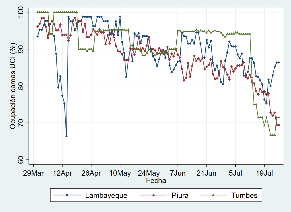 Ocupación camas UCI (%)
100
90
80
70
60
29Mar 12Apr 26Apr 10May 24May 7Jun 21Jun 5Jul 19Jul
Fecha
Lambayeque Piura Tumbes